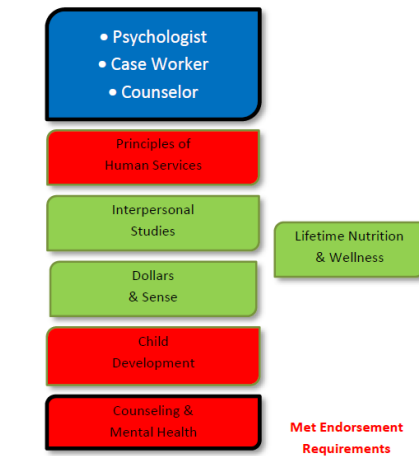 • Psychologist
• Case Worker
• Counselor
Principles of
Human Services
Interpersonal
Studies
Lifetime Nutrition
& Wellness
Dollars
& Sense
Child
Development
Counseling &
Mental Health
Met Endorsement
Requirements